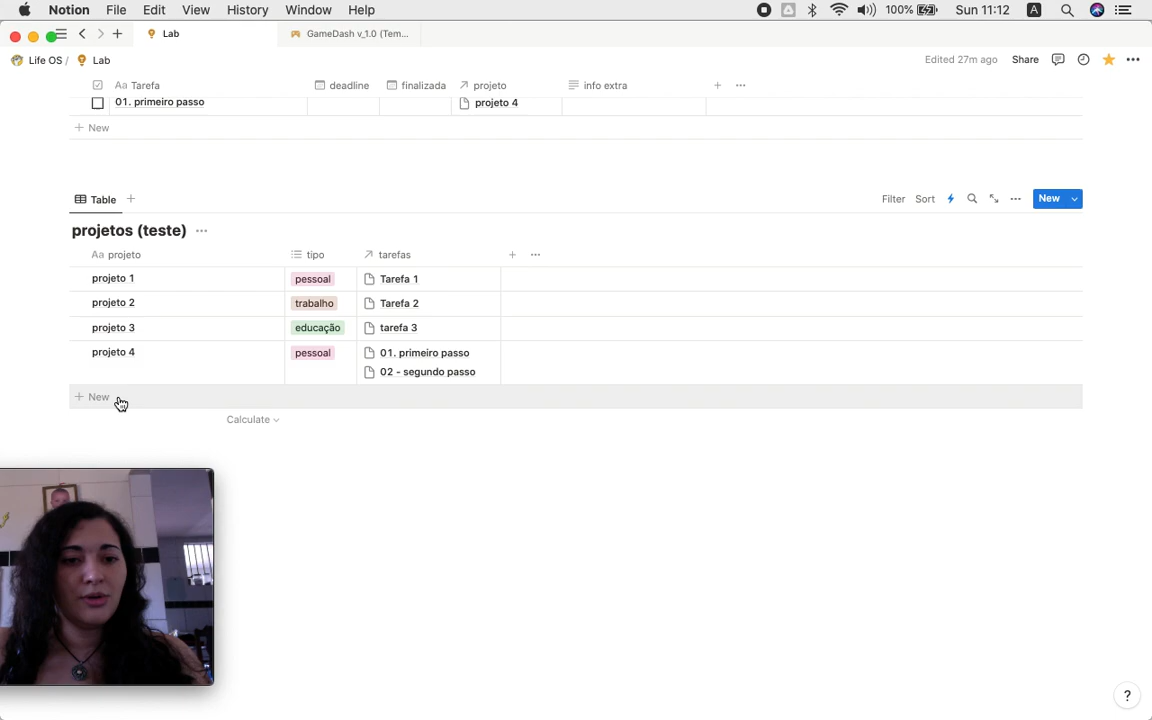 Notion File Edit View History Window Help 100% Sun 11:12 A
Lab GameDash v_1.0 (Tem...
Life OS / Lab Edited 27m ago Share
Aa Tarefa deadline finalizada projeto info extra
01. primeiro passo projeto 4
+ New
Table + Filter Sort New
projetos (teste) ...
Aa projeto tipo tarefas + ...
projeto 1 pessoal Tarefa 1
projeto 2 trabalho Tarefa 2
projeto 3 educação tarefa 3
projeto 4 pessoal 01. primeiro passo
02 - segundo passo
+ New
Calculate
?